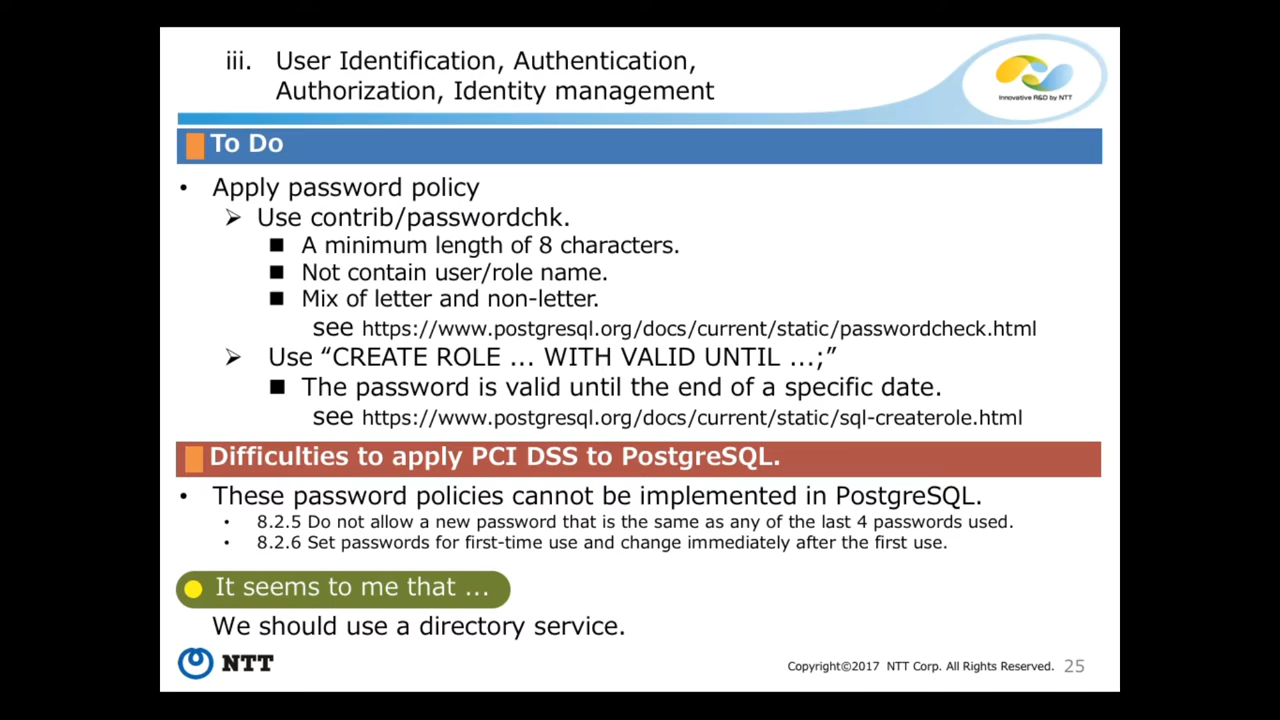 iii. User Identification, Authentication,
Authorization, Identity management
Innovative R&D by NTT
To Do
• Apply password policy
➢ Use contrib/passwordchk.
■ A minimum length of 8 characters.
■ Not contain user/role name.
■ Mix of letter and non-letter.
see https://www.postgresql.org/docs/current/static/passwordcheck.html
➢ Use “CREATE ROLE ... WITH VALID UNTIL ...;”
■ The password is valid until the end of a specific date.
see https://www.postgresql.org/docs/current/static/sql-createrole.html
Difficulties to apply PCI DSS to PostgreSQL.
• These password policies cannot be implemented in PostgreSQL.
• 8.2.5 Do not allow a new password that is the same as any of the last 4 passwords used.
• 8.2.6 Set passwords for first-time use and change immediately after the first use.
It seems to me that ...
We should use a directory service.
NTT
Copyright©2017 NTT Corp. All Rights Reserved. 25